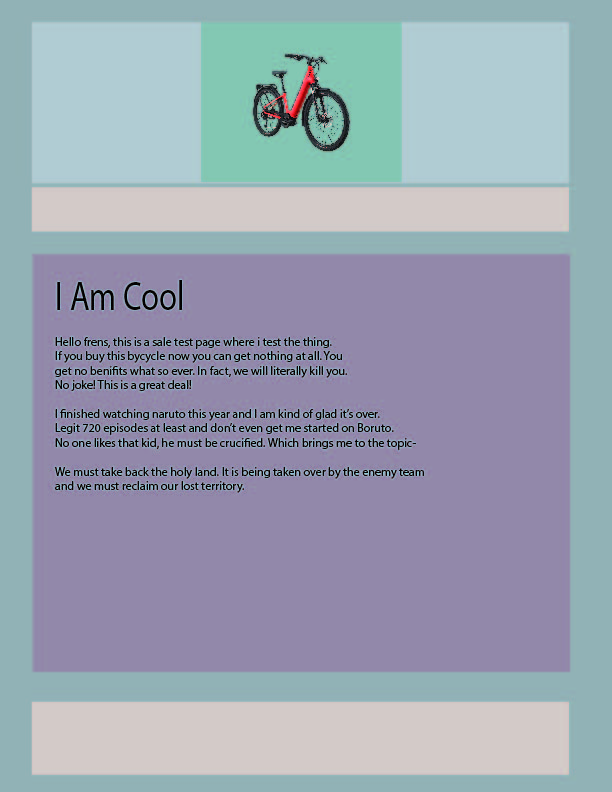 I Am Cool
Hello frens, this is a sale test page where i test the thing.
If you buy this bycycle now you can get nothing at all. You
get no benifits what so ever. In fact, we will literally kill you.
No joke! This is a great deal!
I finished watching naruto this year and I am kind of glad it's over.
Legit 720 episodes at least and don't even get me started on Boruto.
No one likes that kid, he must be crucified. Which brings me to the topic-
We must take back the holy land. It is being taken over by the enemy team
and we must reclaim our lost territory.